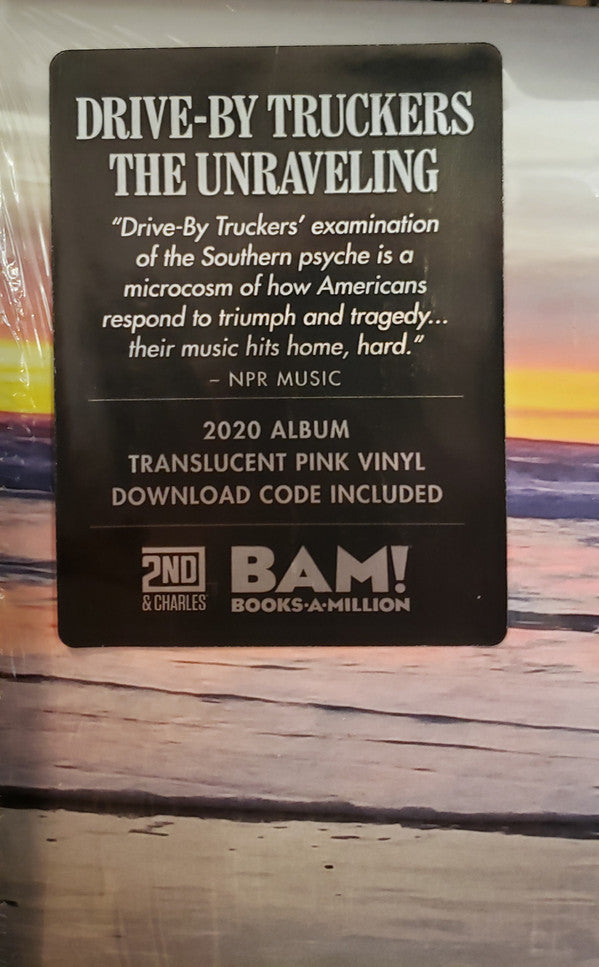 DRIVE-BY TRUCKERS
THE UNRAVELING
"Drive-By Truckers' examination
of the Southern psyche is a
microcosm of how Americans
respond to triumph and tragedy...
their music hits home, hard."
– NPR MUSIC
2020 ALBUM
TRANSLUCENT PINK VINYL
DOWNLOAD CODE INCLUDED
2ND
& CHARLES
BAM!
BOOKS·A·MILLION